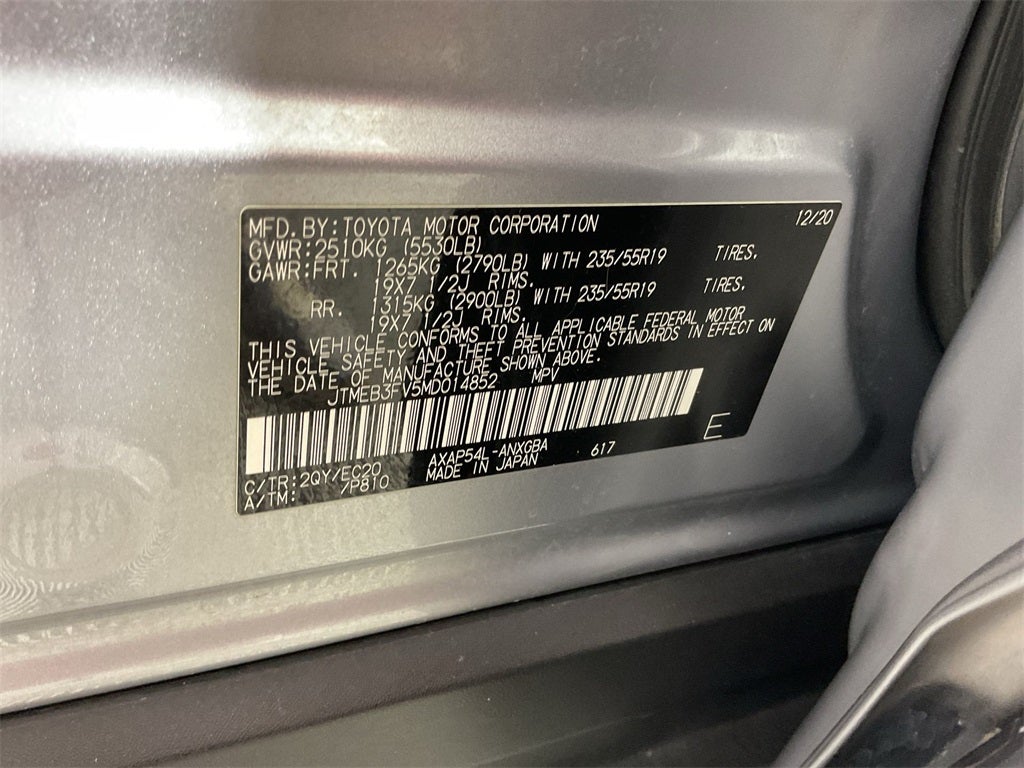 MFD. BY: TOYOTA MOTOR CORPORATION 12/20
GVWR: 2510KG (5530LB)
GAWR: FRT. 1265KG (2790LB) WITH 235/55R19 TIRES,
19X7 1/2J RIMS.
RR. 1315KG (2900LB) WITH 235/55R19 TIRES,
19X7 1/2J RIMS.
THIS VEHICLE CONFORMS TO ALL APPLICABLE FEDERAL MOTOR
VEHICLE SAFETY AND THEFT PREVENTION STANDARDS IN EFFECT ON
THE DATE OF MANUFACTURE SHOWN ABOVE.
JTMEB3FV5MD014852 MPV
C/TR: 2QY/EC20 AXAP54L-ANXGBA 617 E
A/TM: /P810 MADE IN JAPAN